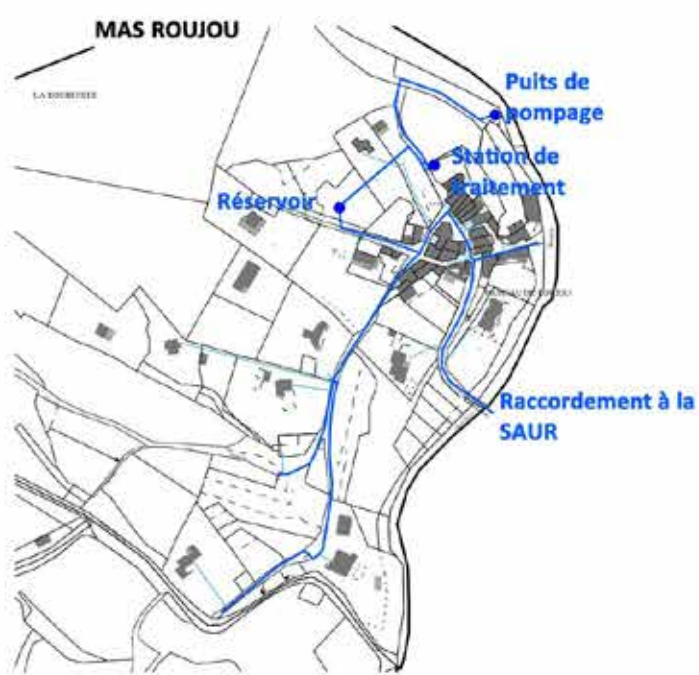 MAS ROUJOU
Puits de
pompage
Station de
traitement
Réservoir
Raccordement à la
SAUR